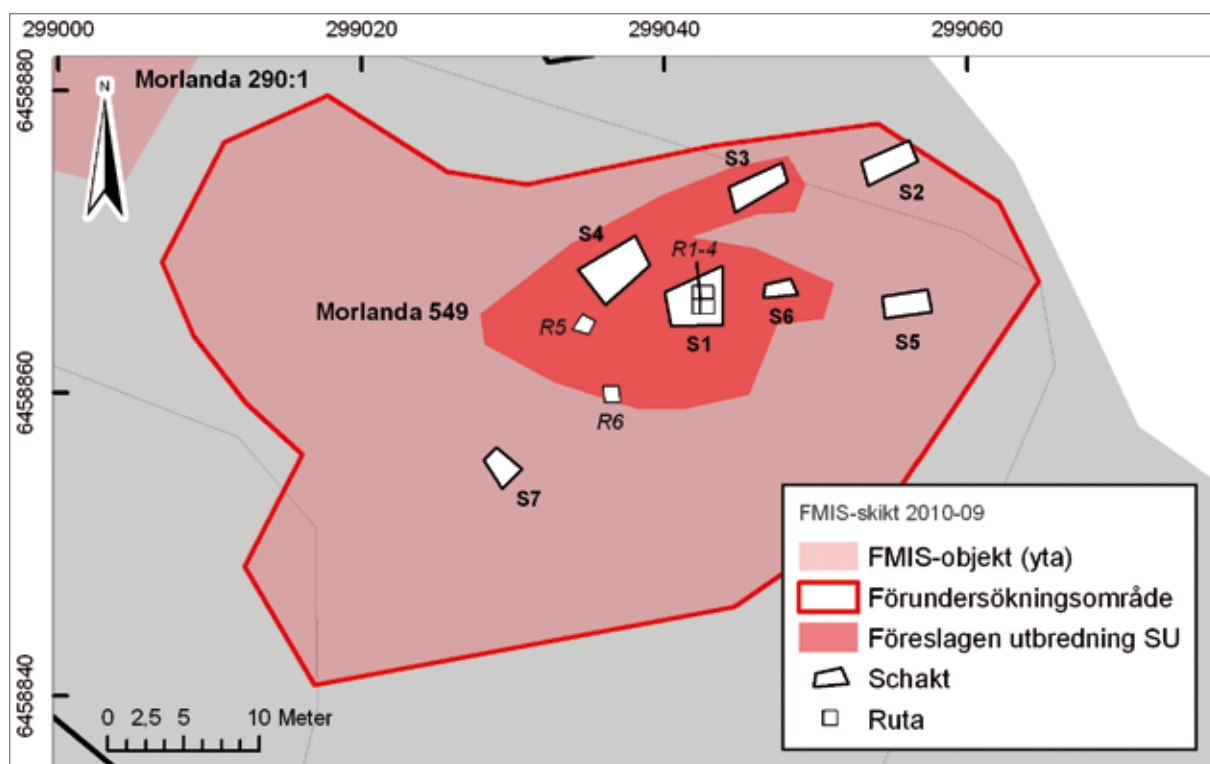 299000 299020 299040 299060
6458880
Morlanda 290:1
N
S3
S2
S4
R1-4
Morlanda 549
R5
S6
S1
S5
6458860
R6
S7
FMIS-skikt 2010-09
FMIS-objekt (yta)
Förundersökningsområde
Föreslagen utbredning SU
Schakt
Ruta
6458840
0 2,5 5 10 Meter